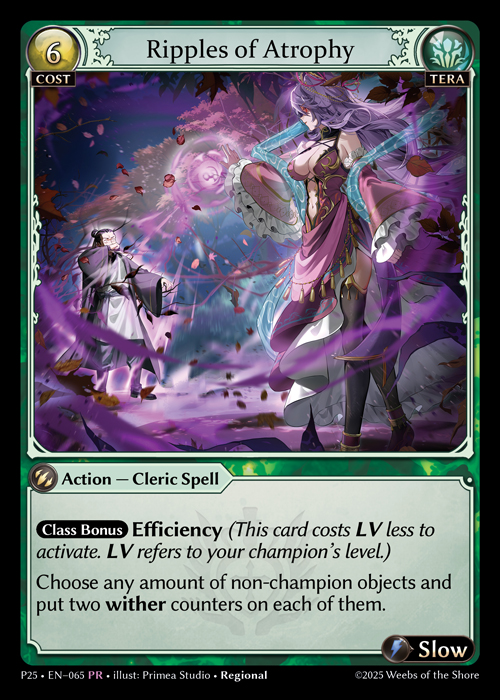 6
Ripples of Atrophy
COST
TERA
Action — Cleric Spell
Class Bonus Efficiency (This card costs LV less to
activate. LV refers to your champion's level.)
Choose any amount of non-champion objects and
put two wither counters on each of them.
Slow
P25 • EN–065 PR • illust: Primea Studio • Regional
©2025 Weebs of the Shore